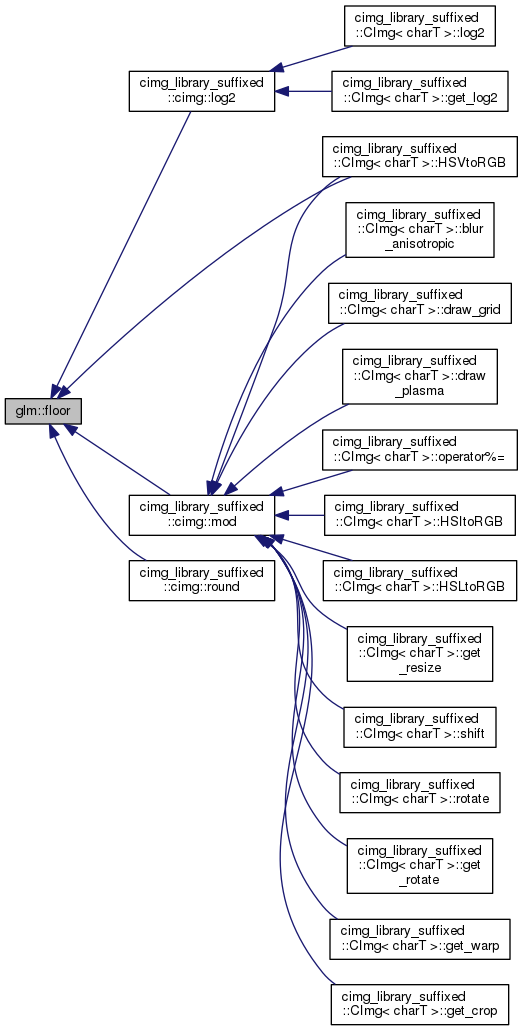 cimg_library_suffixed
::CImg< charT >::log2
cimg_library_suffixed
::cimg::log2
cimg_library_suffixed
::CImg< charT >::get_log2
cimg_library_suffixed
::CImg< charT >::HSVtoRGB
cimg_library_suffixed
::CImg< charT >::blur
_anisotropic
cimg_library_suffixed
::CImg< charT >::draw_grid
cimg_library_suffixed
::CImg< charT >::draw
_plasma
glm::floor
cimg_library_suffixed
::CImg< charT >::operator%=
cimg_library_suffixed
::cimg::mod
cimg_library_suffixed
::CImg< charT >::HSItoRGB
cimg_library_suffixed
::cimg::round
cimg_library_suffixed
::CImg< charT >::HSLtoRGB
cimg_library_suffixed
::CImg< charT >::get
_resize
cimg_library_suffixed
::CImg< charT >::shift
cimg_library_suffixed
::CImg< charT >::rotate
cimg_library_suffixed
::CImg< charT >::get
_rotate
cimg_library_suffixed
::CImg< charT >::get_warp
cimg_library_suffixed
::CImg< charT >::get_crop